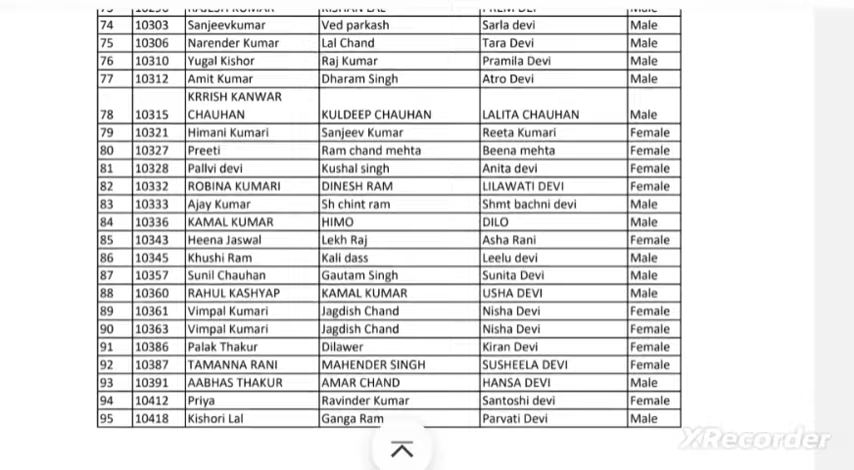 74 10303 Sanjeevkumar Ved parkash Sarla devi Male
75 10306 Narender Kumar Lal Chand Tara Devi Male
76 10310 Yugal Kishor Raj Kumar Pramila Devi Male
77 10312 Amit Kumar Dharam Singh Atro Devi Male
KRRISH KANWAR
78 10315 CHAUHAN KULDEEP CHAUHAN LALITA CHAUHAN Male
79 10321 Himani Kumari Sanjeev Kumar Reeta Kumari Female
80 10327 Preeti Ram chand mehta Beena mehta Female
81 10328 Pallvi devi Kushal singh Anita devi Female
82 10332 ROBINA KUMARI DINESH RAM LILAWATI DEVI Female
83 10333 Ajay Kumar Sh chint ram Shmt bachni devi Male
84 10336 KAMAL KUMAR HIMO DILO Male
85 10343 Heena Jaswal Lekh Raj Asha Rani Female
86 10345 Khushi Ram Kali dass Leelu devi Male
87 10357 Sunil Chauhan Gautam Singh Sunita Devi Male
88 10360 RAHUL KASHYAP KAMAL KUMAR USHA DEVI Male
89 10361 Vimpal Kumari Jagdish Chand Nisha Devi Female
90 10363 Vimpal Kumari Jagdish Chand Nisha Devi Female
91 10386 Palak Thakur Dilawer Kiran Devi Female
92 10387 TAMANNA RANI MAHENDER SINGH SUSHEELA DEVI Female
93 10391 AABHAS THAKUR AMAR CHAND HANSA DEVI Male
94 10412 Priya Ravinder Kumar Santoshi devi Female
95 10418 Kishori Lal Ganga Ram Parvati Devi Male
XRecorder